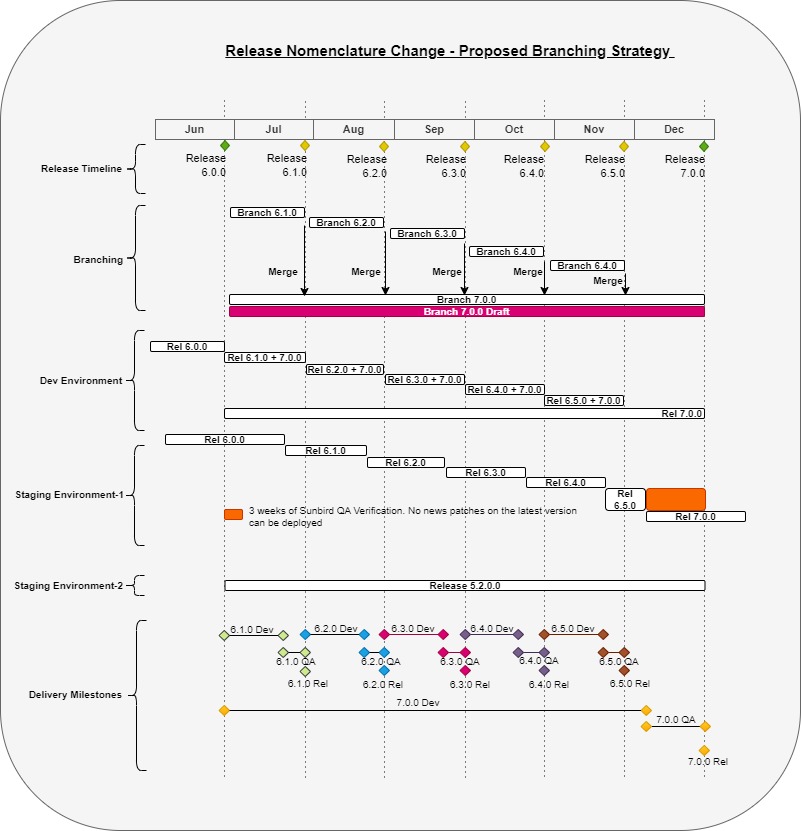 Release Nomenclature Change - Proposed Branching Strategy
Jun Jul Aug Sep Oct Nov Dec
Release Timeline
Release 6.0.0
Release 6.1.0
Release 6.2.0
Release 6.3.0
Release 6.4.0
Release 6.5.0
Release 7.0.0
Branching
Branch 6.1.0
Branch 6.2.0
Branch 6.3.0
Branch 6.4.0
Branch 6.4.0
Merge Merge Merge Merge Merge
Branch 7.0.0
Branch 7.0.0 Draft
Dev Environment
Rel 6.0.0
Rel 6.1.0 + 7.0.0
Rel 6.2.0 + 7.0.0
Rel 6.3.0 + 7.0.0
Rel 6.4.0 + 7.0.0
Rel 6.5.0 + 7.0.0
Rel 7.0.0
Staging Environment-1
Rel 6.0.0
Rel 6.1.0
Rel 6.2.0
Rel 6.3.0
Rel 6.4.0
Rel
6.5.0
Rel 7.0.0
3 weeks of Sunbird QA Verification. No news patches on the latest version
can be deployed
Staging Environment-2
Release 5.2.0.0
Delivery Milestones
6.1.0 Dev
6.2.0 Dev
6.3.0 Dev
6.4.0 Dev
6.5.0 Dev
6.1.0 QA
6.2.0 QA
6.3.0 QA
6.4.0 QA
6.5.0 QA
6.1.0 Rel
6.2.0 Rel
6.3.0 Rel
6.4.0 Rel
6.5.0 Rel
7.0.0 Dev
7.0.0 QA
7.0.0 Rel